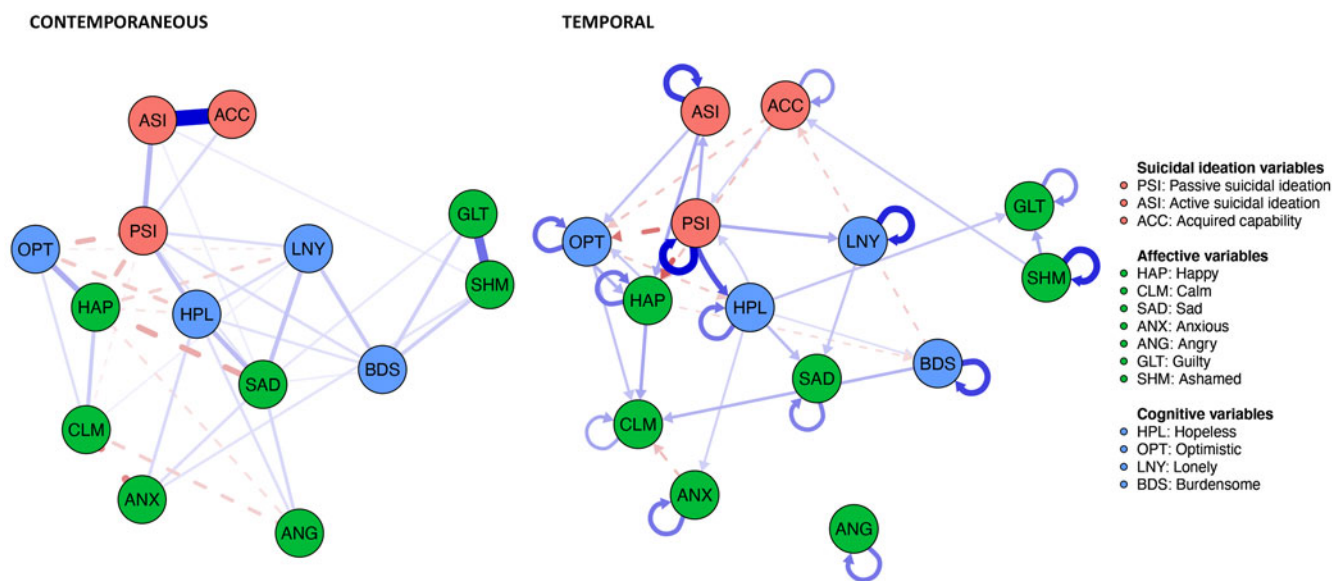 CONTEMPORANEOUS
TEMPORAL
ASI
ACC
PSI
OPT
HAP
HPL
LNY
GLT
SHM
SAD
BDS
CLM
ANX
ANG
ASI
ACC
PSI
OPT
HAP
HPL
LNY
GLT
SHM
SAD
BDS
CLM
ANX
ANG
Suicidal ideation variables
PSI: Passive suicidal ideation
ASI: Active suicidal ideation
ACC: Acquired capability
Affective variables
HAP: Happy
CLM: Calm
SAD: Sad
ANX: Anxious
ANG: Angry
GLT: Guilty
SHM: Ashamed
Cognitive variables
HPL: Hopeless
OPT: Optimistic
LNY: Lonely
BDS: Burdensome